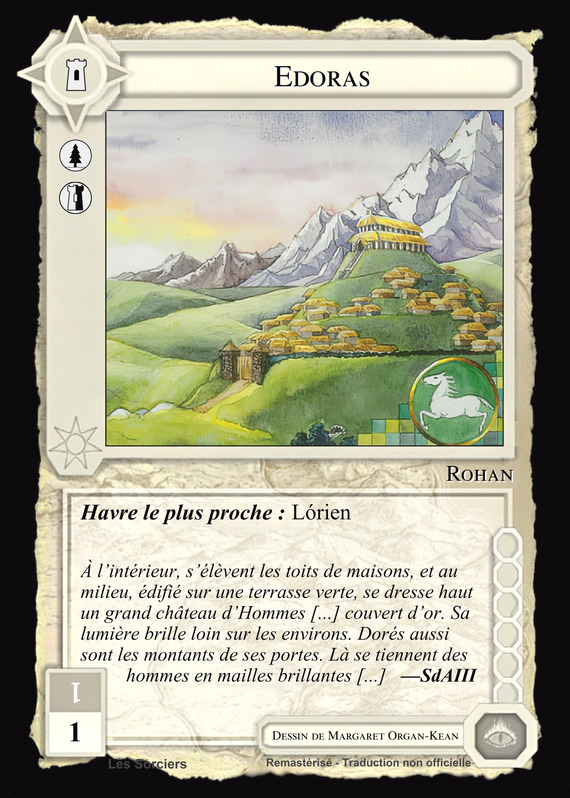 Edoras
Rohan
Havre le plus proche : Lórien
À l’intérieur, s’élèvent les toits de maisons, et au
milieu, édifié sur une terrasse verte, se dresse haut
un grand château d’Hommes [...] couvert d’or. Sa
lumière brille loin sur les environs. Dorés aussi
sont les montants de ses portes. Là se tiennent des
hommes en mailles brillantes [...] —SdAIII
1
1
Dessin de Margaret Organ-Kean
Les Sorciers
Remastérisé - Traduction non officielle